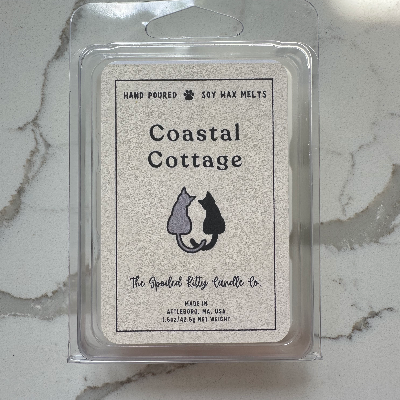 HAND POURED SOY WAX MELTS
Coastal
Cottage
The Spoiled Kitty Candle Co.
MADE IN
ATTLEBORO, MA, USA
1.5oz/42.5g NET WEIGHT